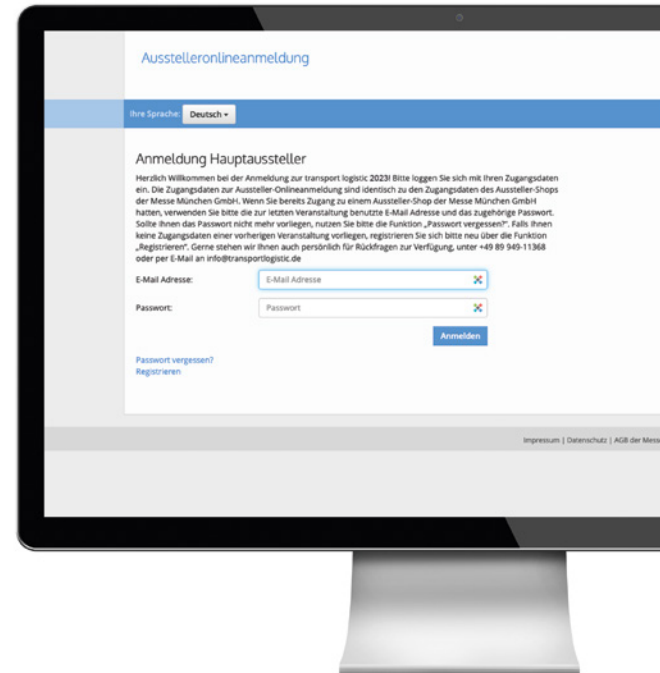 Ausstelleronlineanmeldung
Ihre Sprache: Deutsch
Anmeldung Hauptaussteller
Herzlich Willkommen bei der Anmeldung zur transport logistic 2023! Bitte loggen Sie sich mit Ihren Zugangsdaten
ein. Die Zugangsdaten zur Aussteller-Onlineanmeldung sind identisch zu den Zugangsdaten des Aussteller-Shops
der Messe München GmbH. Wenn Sie bereits Zugang zu einem Aussteller-Shop der Messe München GmbH
hatten, verwenden Sie bitte die zur letzten Veranstaltung benutzte E-Mail Adresse und das zugehörige Passwort.
Sollte Ihnen das Passwort nicht mehr vorliegen, nutzen Sie bitte die Funktion „Passwort vergessen?“. Falls Ihnen
keine Zugangsdaten einer vorherigen Veranstaltung vorliegen, registrieren Sie sich bitte neu über die Funktion
„Registrieren“. Gerne stehen wir Ihnen auch persönlich für Rückfragen zur Verfügung, unter +49 89 949-11368
oder per E-Mail an info@transportlogistic.de
E-Mail Adresse: E-Mail Adresse
Passwort: Passwort
Anmelden
Passwort vergessen?
Registrieren
Impressum | Datenschutz | AGB der Mess